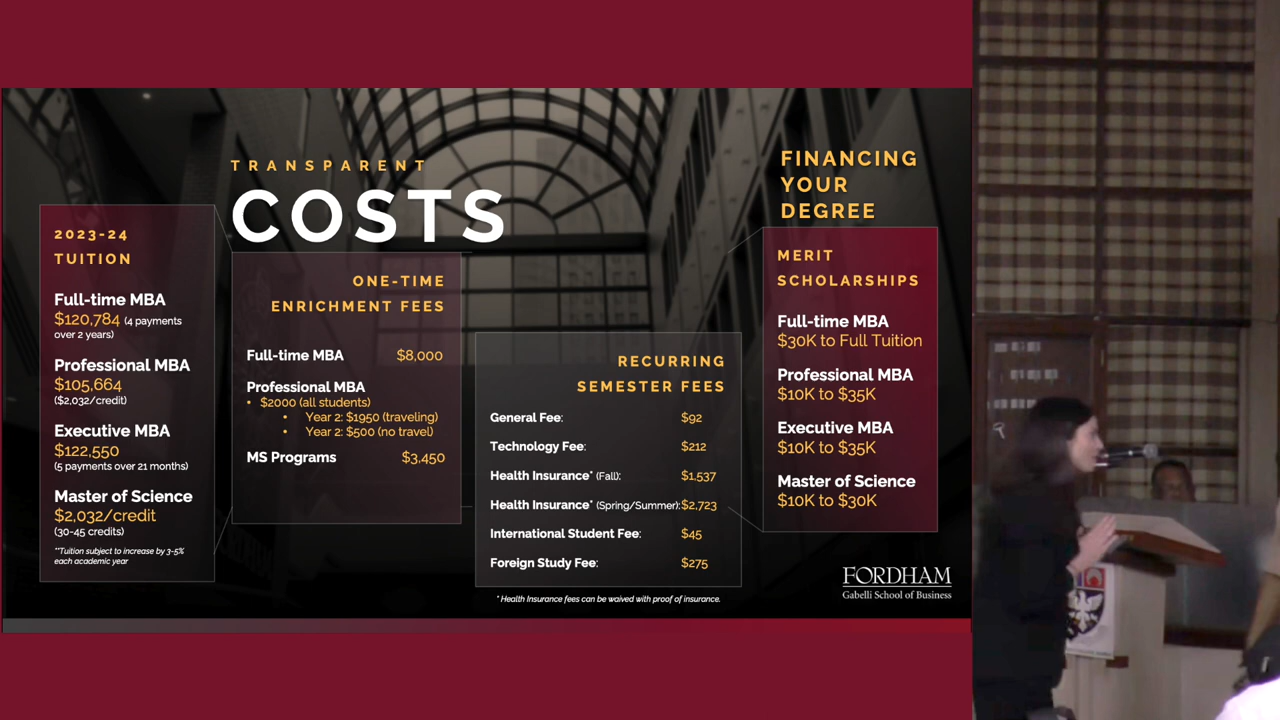 TRANSPARENT
COSTS
2023-24
TUITION
Full-time MBA
$120,784 (4 payments
over 2 years)
Professional MBA
$105,664
($2,032/credit)
Executive MBA
$122,550
(5 payments over 21 months)
Master of Science
$2,032/credit
(30-45 credits)
**Tuition subject to increase by 3-5%
each academic year
ONE-TIME
ENRICHMENT FEES
Full-time MBA $8,000
Professional MBA
• $2000 (all students)
• Year 2: $1950 (traveling)
• Year 2: $500 (no travel)
MS Programs $3,450
RECURRING
SEMESTER FEES
General Fee: $92
Technology Fee: $212
Health Insurance* (Fall): $1,537
Health Insurance* (Spring/Summer): $2,723
International Student Fee: $45
Foreign Study Fee: $275
* Health Insurance fees can be waived with proof of insurance.
FINANCING
YOUR
DEGREE
MERIT
SCHOLARSHIPS
Full-time MBA
$30K to Full Tuition
Professional MBA
$10K to $35K
Executive MBA
$10K to $35K
Master of Science
$10K to $30K
FORDHAM
Gabelli School of Business